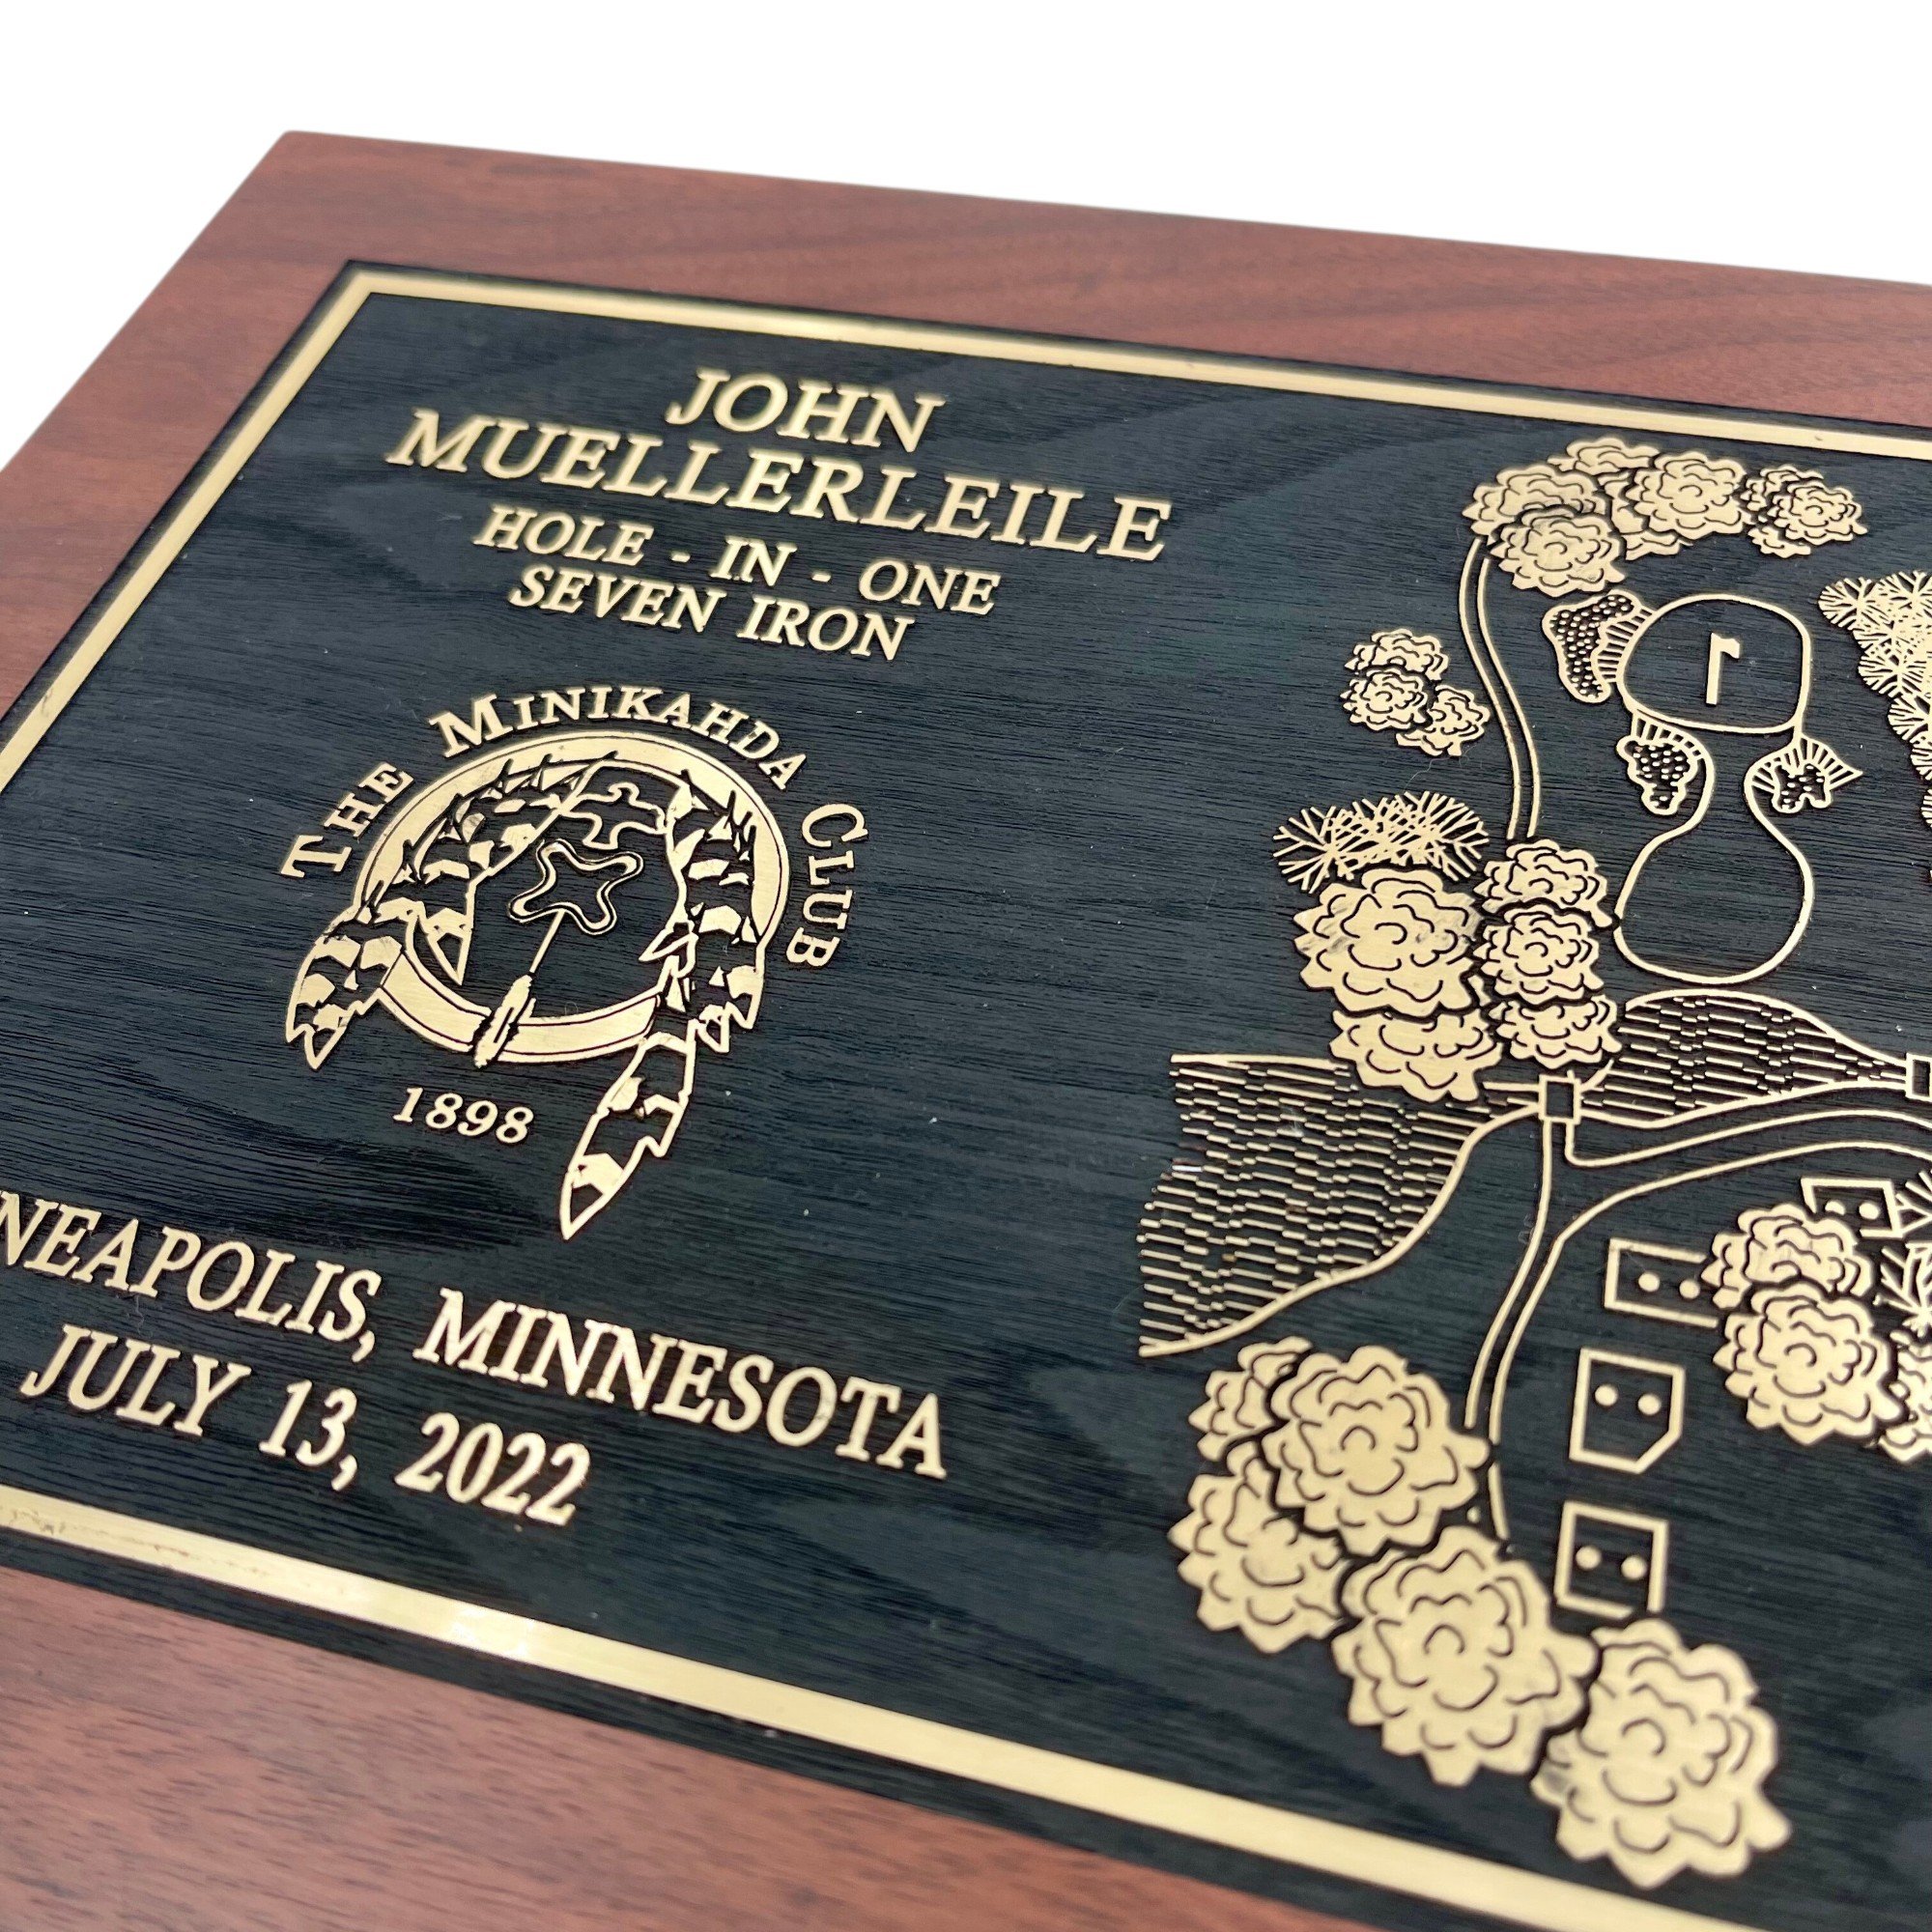 JOHN
MUELLERLEILE
HOLE - IN - ONE
SEVEN IRON
THE MINIKAHDA CLUB
1898
NEAPOLIS, MINNESOTA
JULY 13, 2022